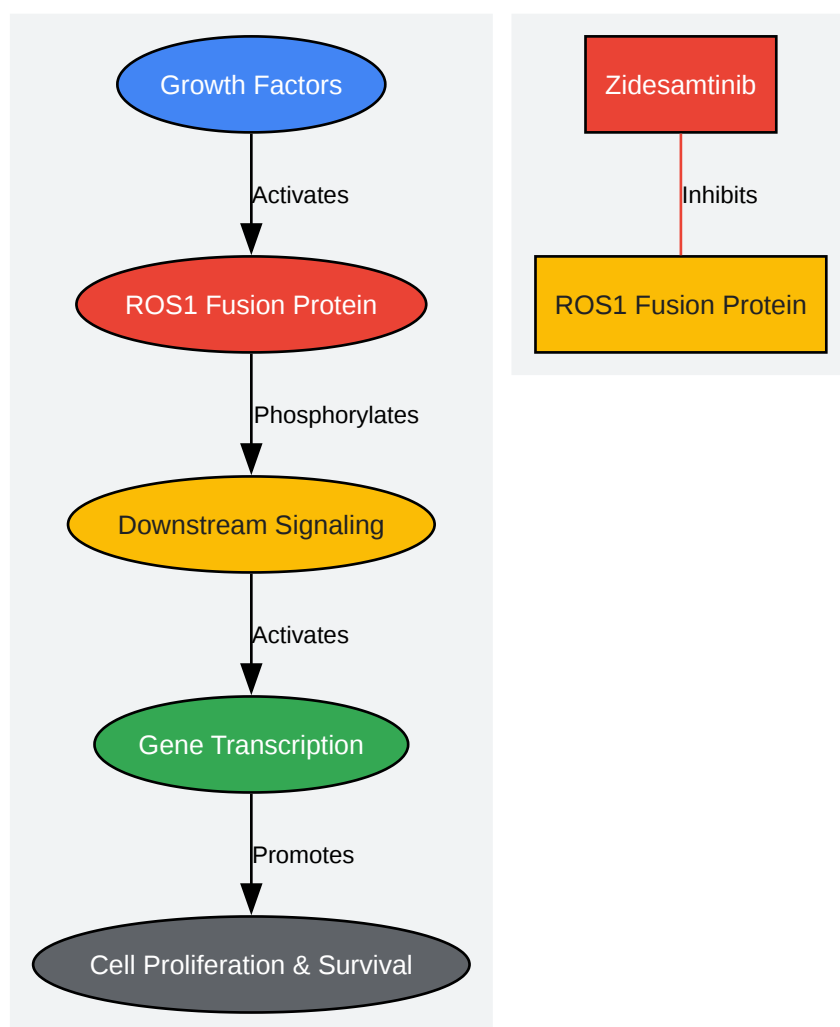 Growth Factors
Activates
ROS1 Fusion Protein
Phosphorylates
Downstream Signaling
Activates
Gene Transcription
Promotes
Cell Proliferation & Survival
Zidesamtinib
Inhibits
ROS1 Fusion Protein